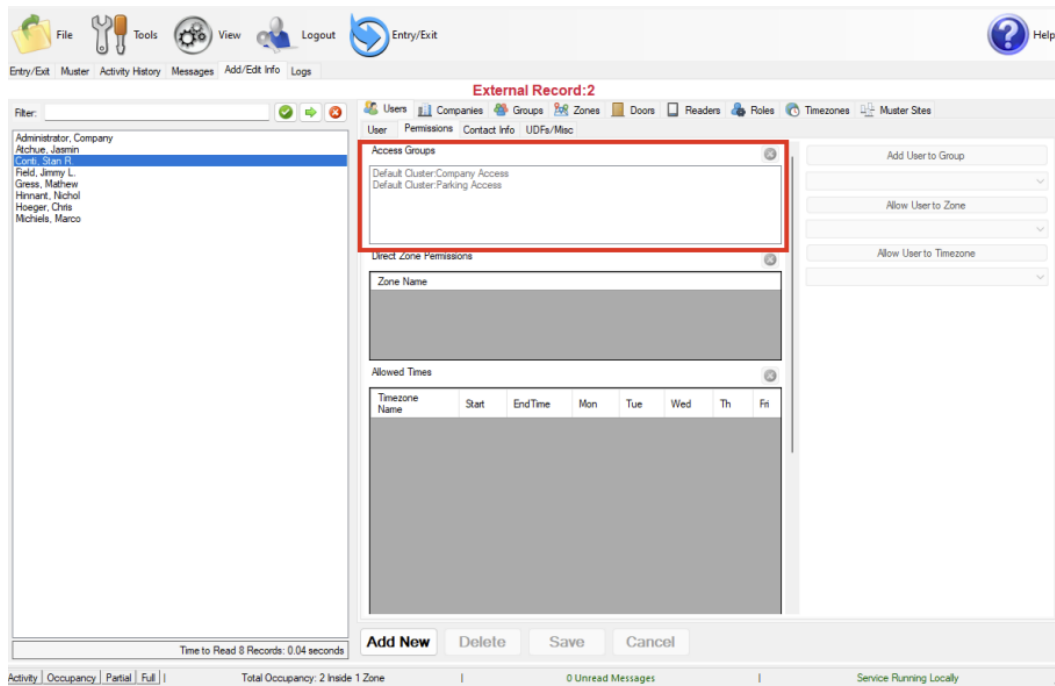 File Tools View Logout Entry/Exit Help
Entry/Exit Muster Activity History Messages Add/Edit Info Logs
External Record:2
Filter:
Administrator, Company
Atchue, Jasmin
Conti, Stan R.
Field, Jimmy L.
Gress, Mathew
Hinnant, Nichol
Hoeger, Chris
Michiels, Marco
Time to Read 8 Records: 0.04 seconds
Users Companies Groups Zones Doors Readers Roles Timezones Muster Sites
User Permissions Contact Info UDFs/Misc
Access Groups
Default Cluster:Company Access
Default Cluster:Parking Access
Direct Zone Permissions
Zone Name
Allowed Times
Timezone Name Start EndTime Mon Tue Wed Th Fri
Add User to Group
Allow User to Zone
Allow User to Timezone
Add New Delete Save Cancel
Activity Occupancy Partial Full | Total Occupancy: 2 Inside 1 Zone | 0 Unread Messages | Service Running Locally